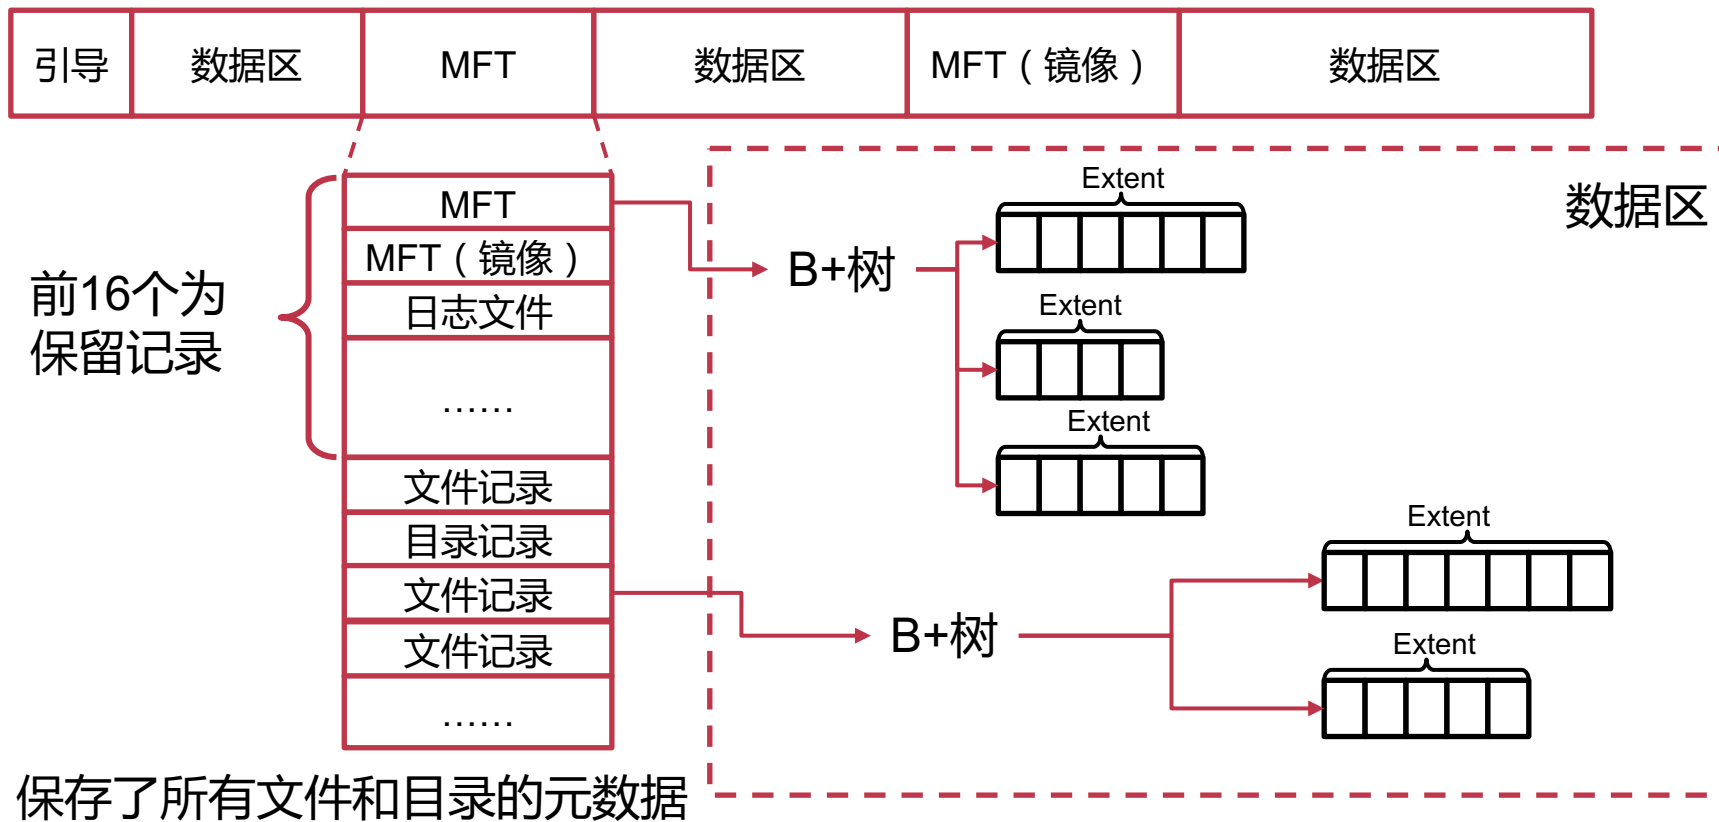 引导 数据区 MFT 数据区 MFT（镜像） 数据区
MFT
MFT（镜像）
日志文件
……
文件记录
目录记录
文件记录
文件记录
……
前16个为
保留记录
保存了所有文件和目录的元数据
数据区
B+树
Extent
Extent
Extent
B+树
Extent
Extent